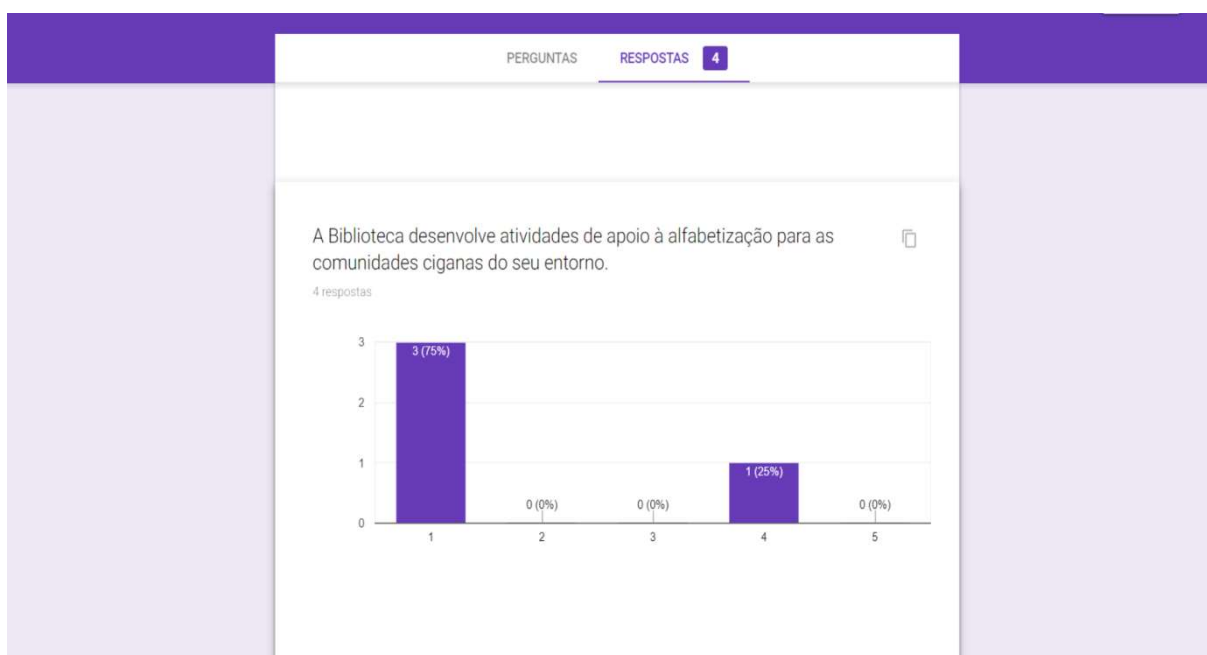 PERGUNTAS RESPOSTAS 4
A Biblioteca desenvolve atividades de apoio à alfabetização para as
comunidades ciganas do seu entorno.
4 respostas
3
3 (75%)
2
1
1 (25%)
0 (0%) 0 (0%) 0 (0%)
0
1 2 3 4 5